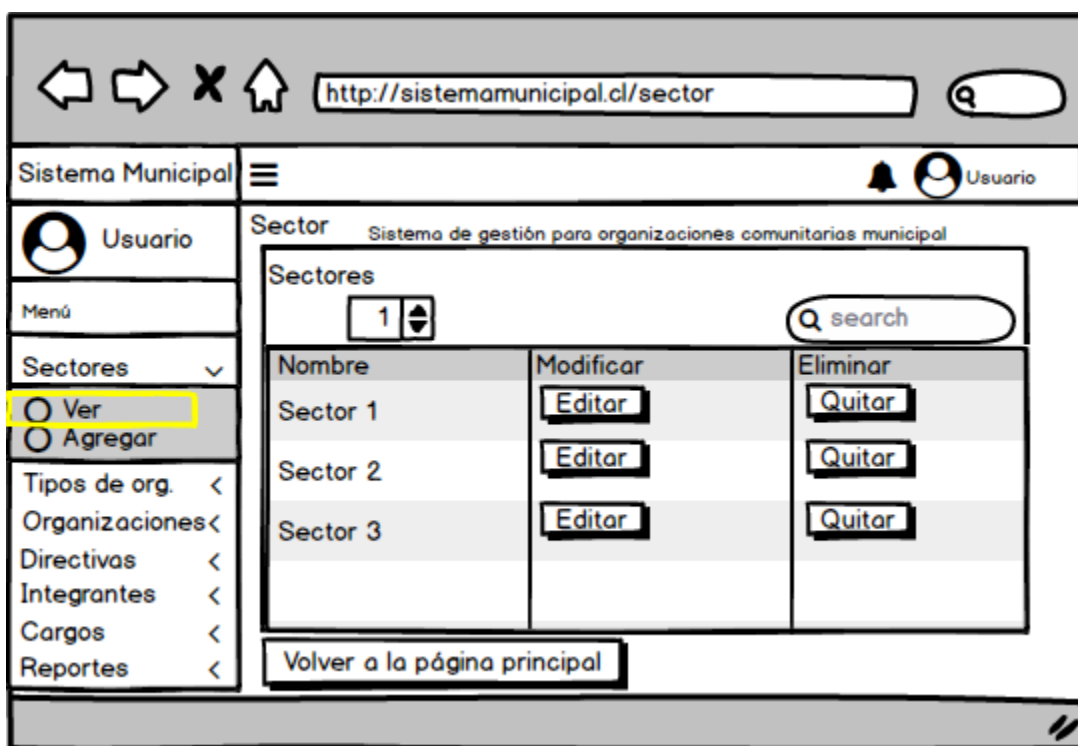 http://sistemamunicipal.cl/sector
Sistema Municipal
Usuario
Usuario
Menú
Sectores
Ver
Agregar
Tipos de org.
Organizaciones
Directivas
Integrantes
Cargos
Reportes
Sector Sistema de gestión para organizaciones comunitarias municipal
Sectores
1 search
Nombre Modificar Eliminar
Sector 1 Editar Quitar
Sector 2 Editar Quitar
Sector 3 Editar Quitar
Volver a la página principal